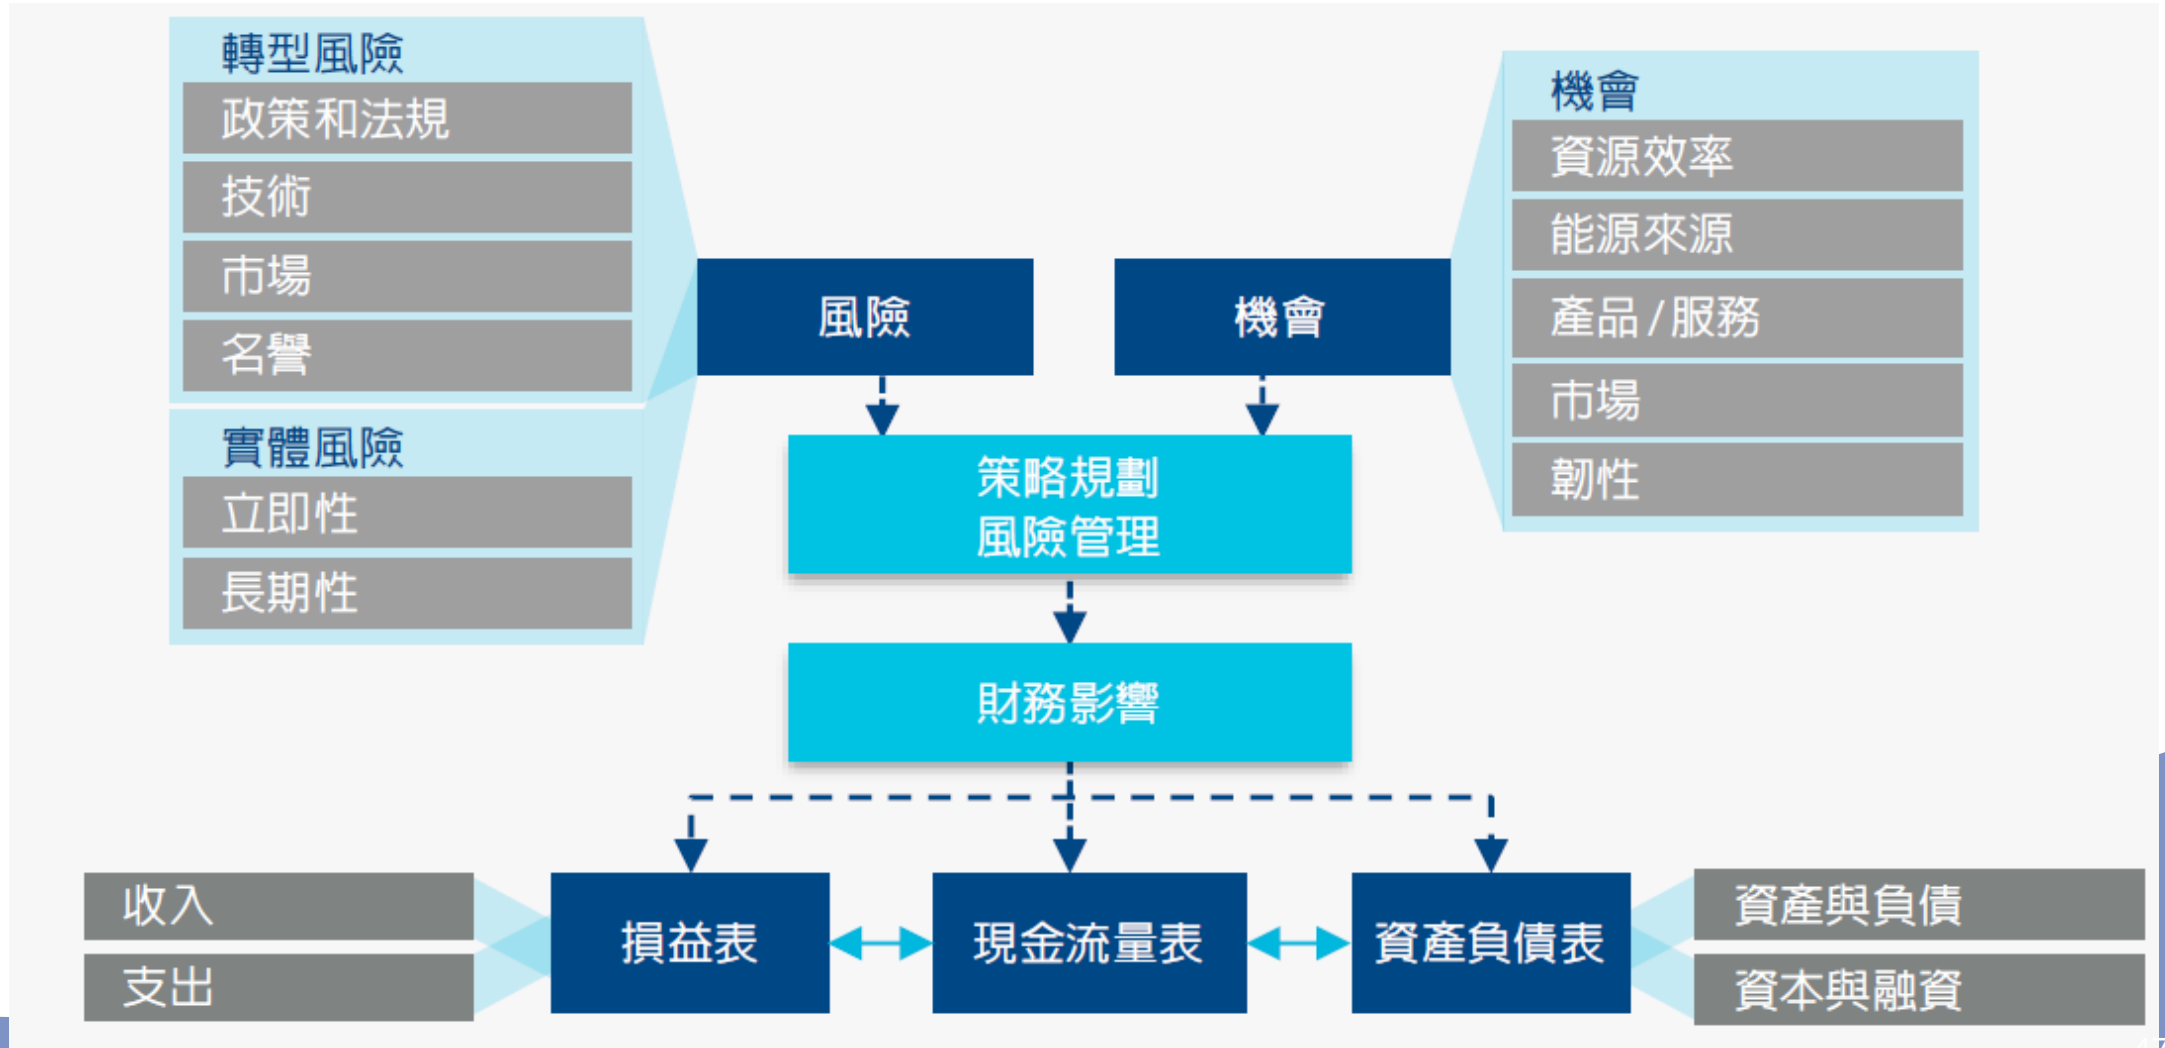 轉型風險
政策和法規
技術
市場
名譽
實體風險
立即性
長期性
風險
機會
機會
資源效率
能源來源
產品/服務
市場
韌性
策略規劃
風險管理
財務影響
收入
支出
損益表
現金流量表
資產負債表
資產與負債
資本與融資